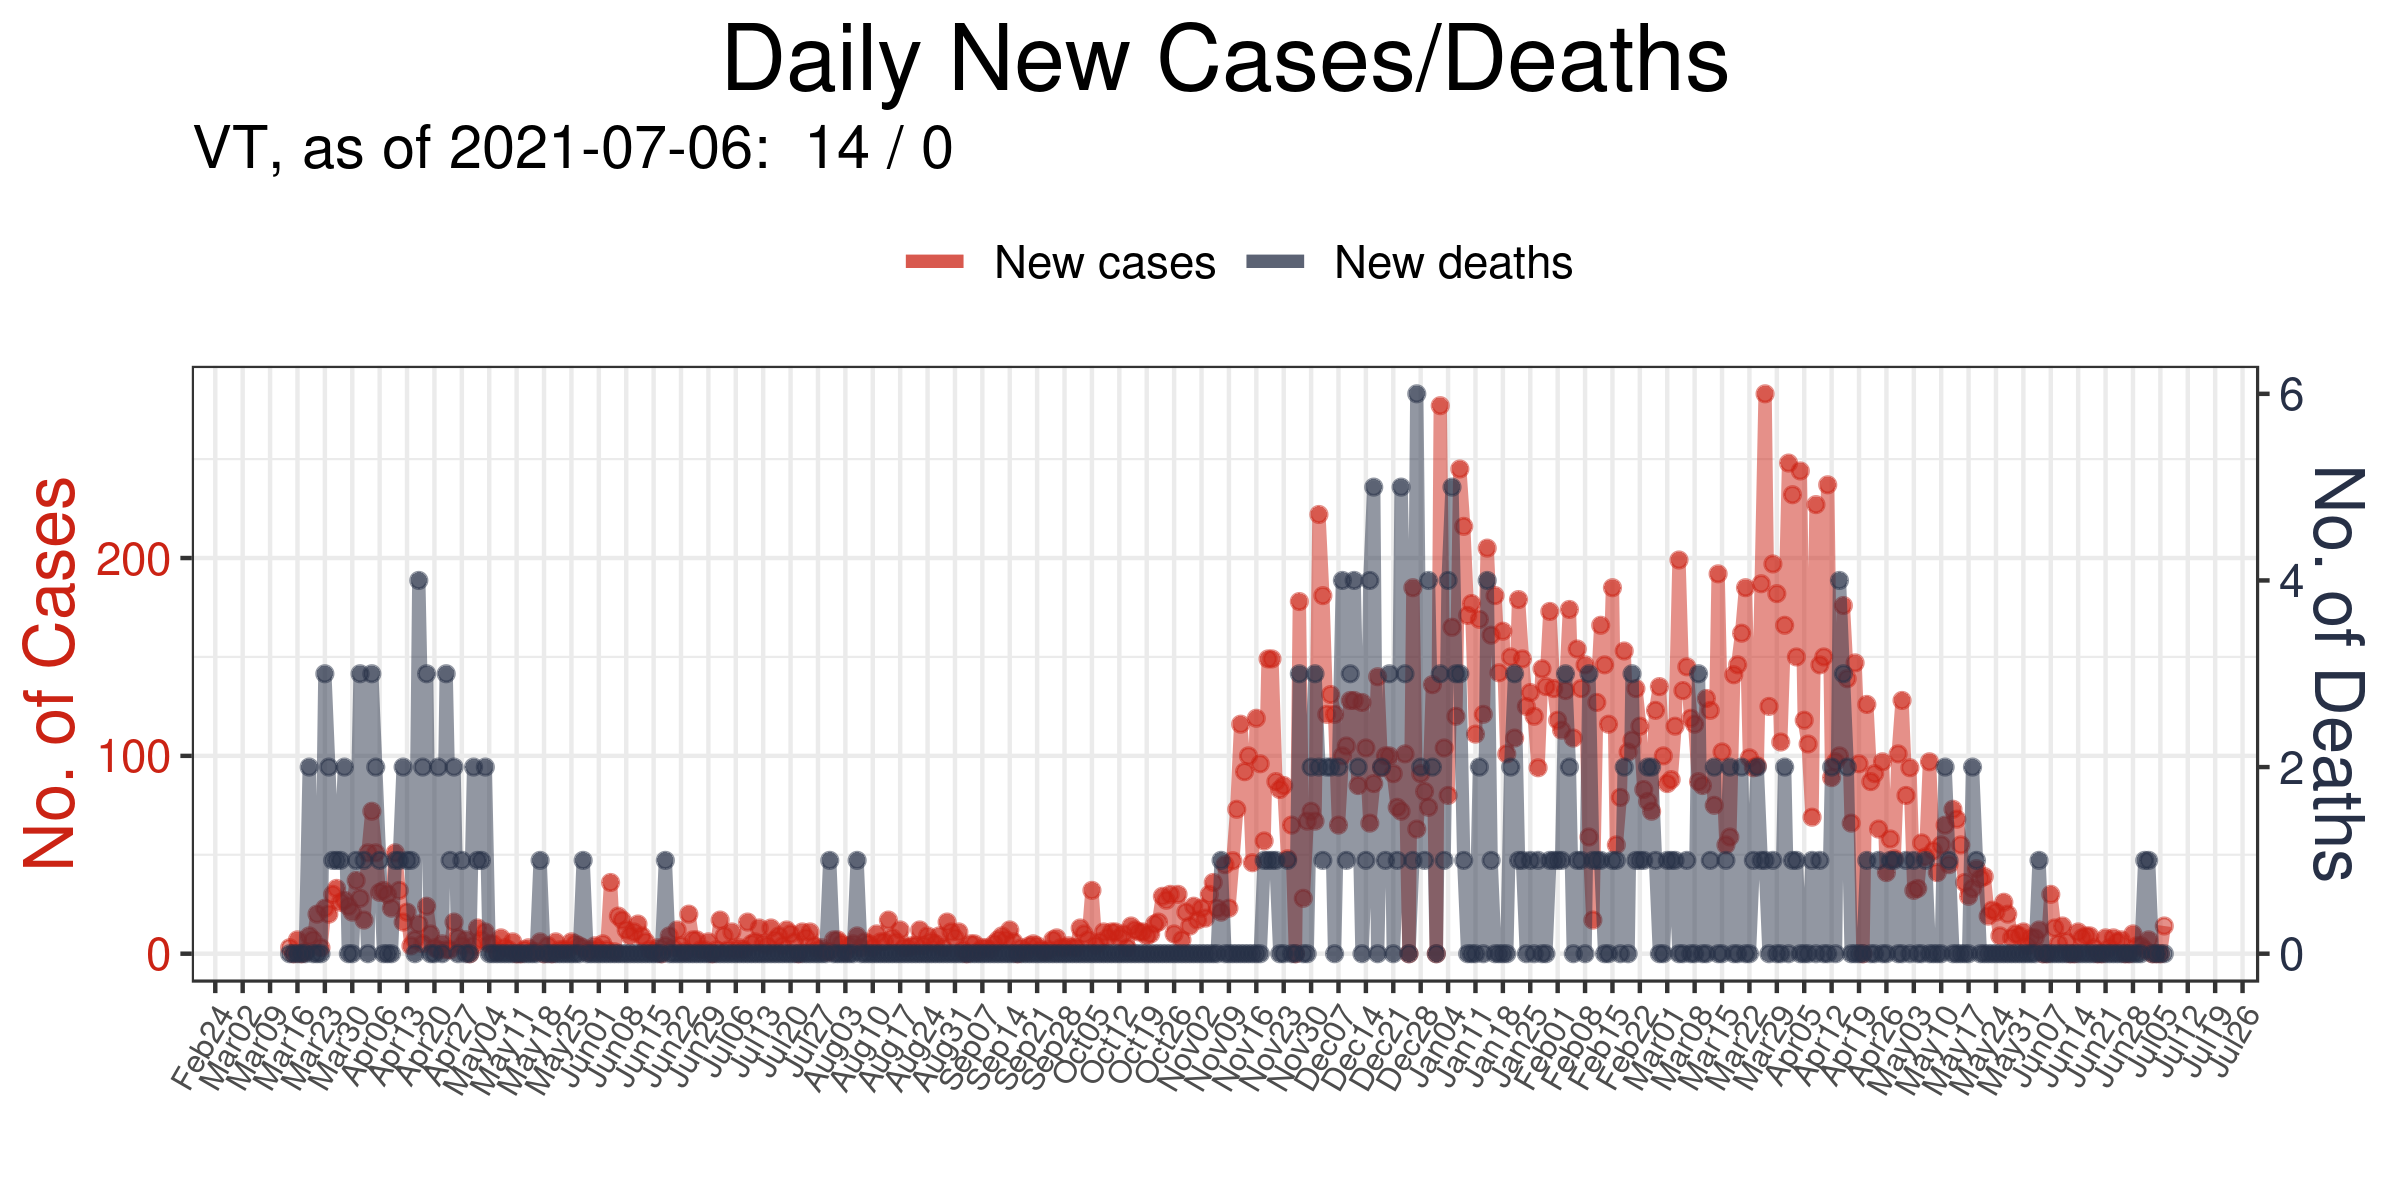 Daily New Cases/Deaths
VT, as of 2021-07-06:  14 / 0
New cases
New deaths
No. of Cases
200
100
0
6
4
2
0
No. of Deaths
Feb24
Mar02
Mar09
Mar16
Mar23
Mar30
Apr06
Apr13
Apr20
Apr27
May04
May11
May18
May25
Jun01
Jun08
Jun15
Jun22
Jun29
Jul06
Jul13
Jul20
Jul27
Aug03
Aug10
Aug17
Aug24
Aug31
Sep07
Sep14
Sep21
Sep28
Oct05
Oct12
Oct19
Oct26
Nov02
Nov09
Nov16
Nov23
Nov30
Dec07
Dec14
Dec21
Dec28
Jan04
Jan11
Jan18
Jan25
Feb01
Feb08
Feb15
Feb22
Mar01
Mar08
Mar15
Mar22
Mar29
Apr05
Apr12
Apr19
Apr26
May03
May10
May17
May24
May31
Jun07
Jun14
Jun21
Jun28
Jul05
Jul12
Jul19
Jul26